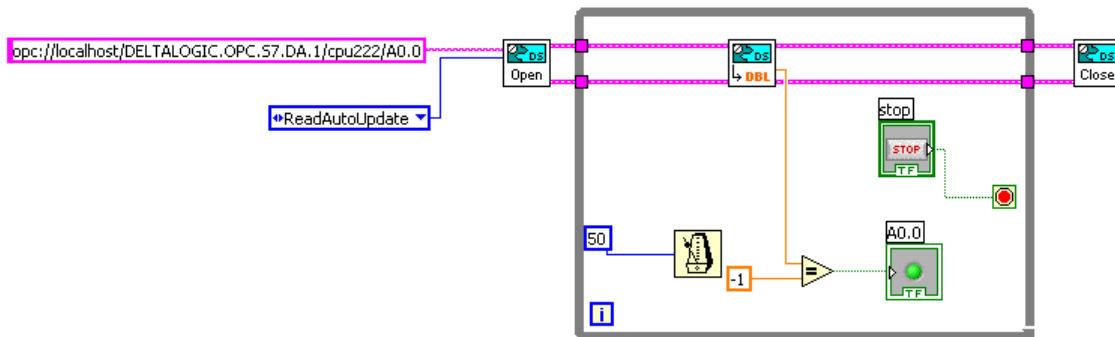 opc://localhost/DELTALOGIC.OPC.S7.DA.1/cpu222/A0.0
DS
Open
ReadAutoUpdate
DS
DBL
DS
Close
stop
STOP
TF
50
-1
=
A0.0
TF
i